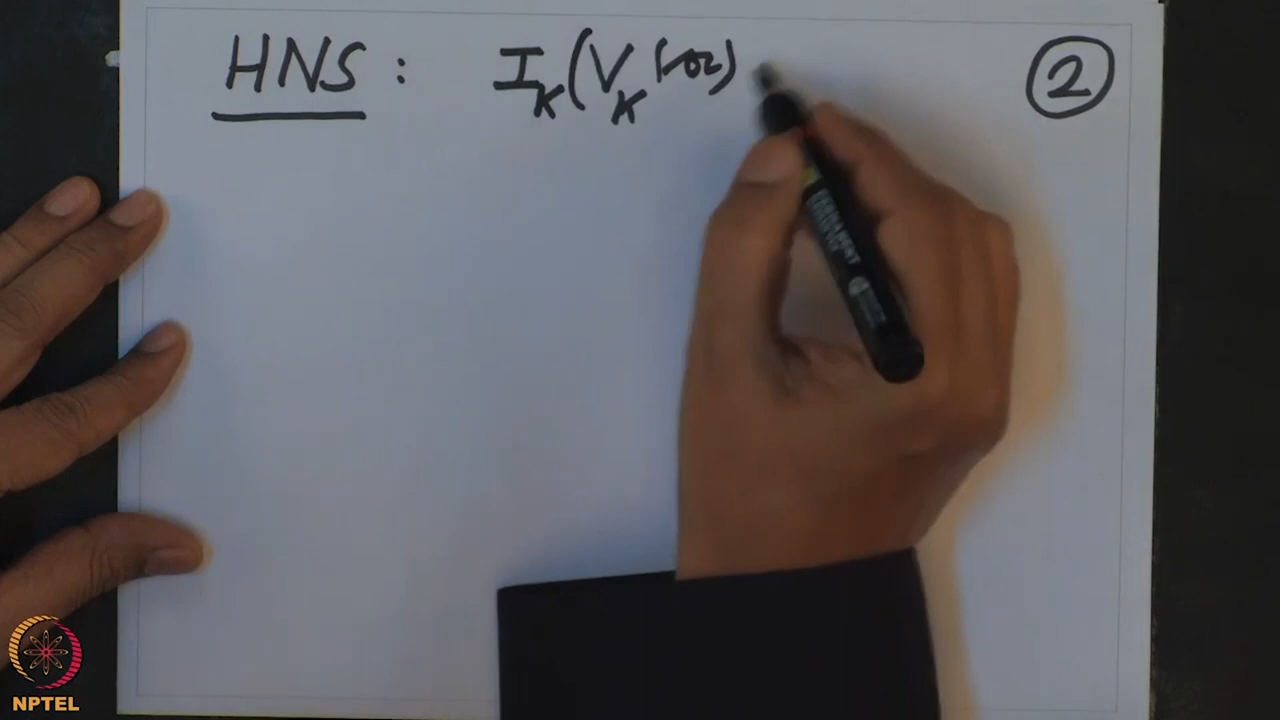 HNS : I_K(V_K(f)) ②
NPTEL